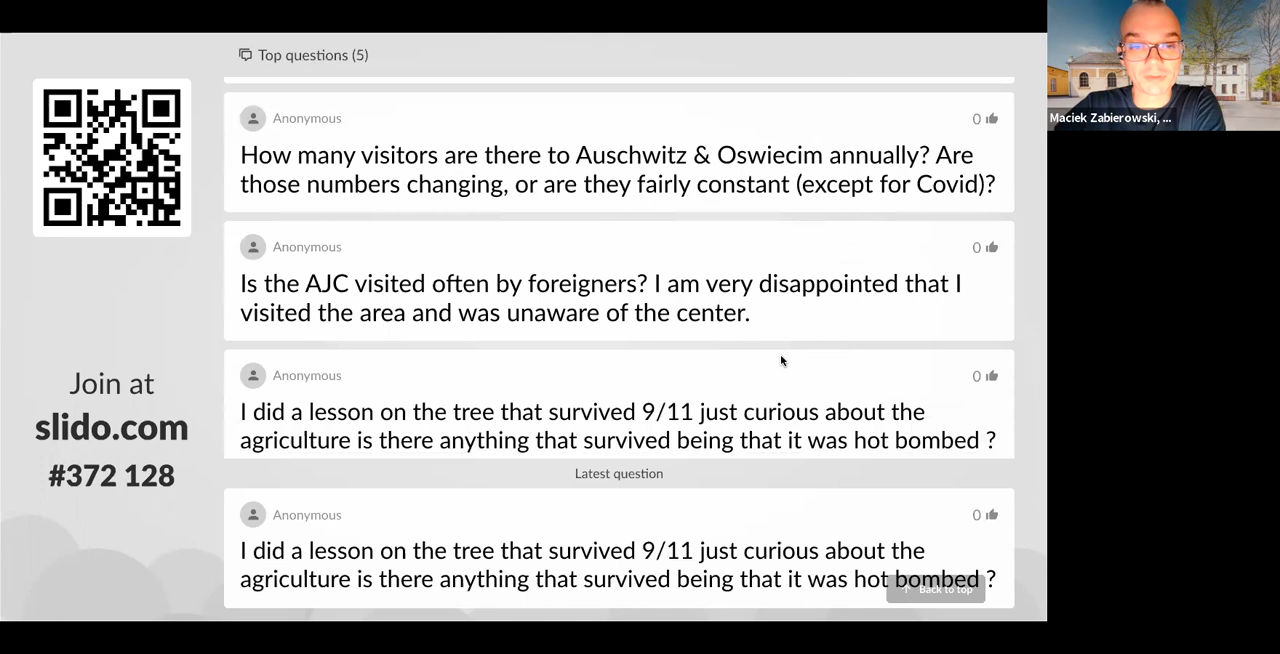 Top questions (5)
Anonymous
0
How many visitors are there to Auschwitz & Oswiecim annually? Are
those numbers changing, or are they fairly constant (except for Covid)?
Anonymous
0
Is the AJC visited often by foreigners? I am very disappointed that I
visited the area and was unaware of the center.
Anonymous
0
I did a lesson on the tree that survived 9/11 just curious about the
agriculture is there anything that survived being that it was hot bombed ?
Latest question
Anonymous
0
I did a lesson on the tree that survived 9/11 just curious about the
agriculture is there anything that survived being that it was hot bombed ?
Back to top
Join at
slido.com
#372 128
Maciek Zabierowski, ...